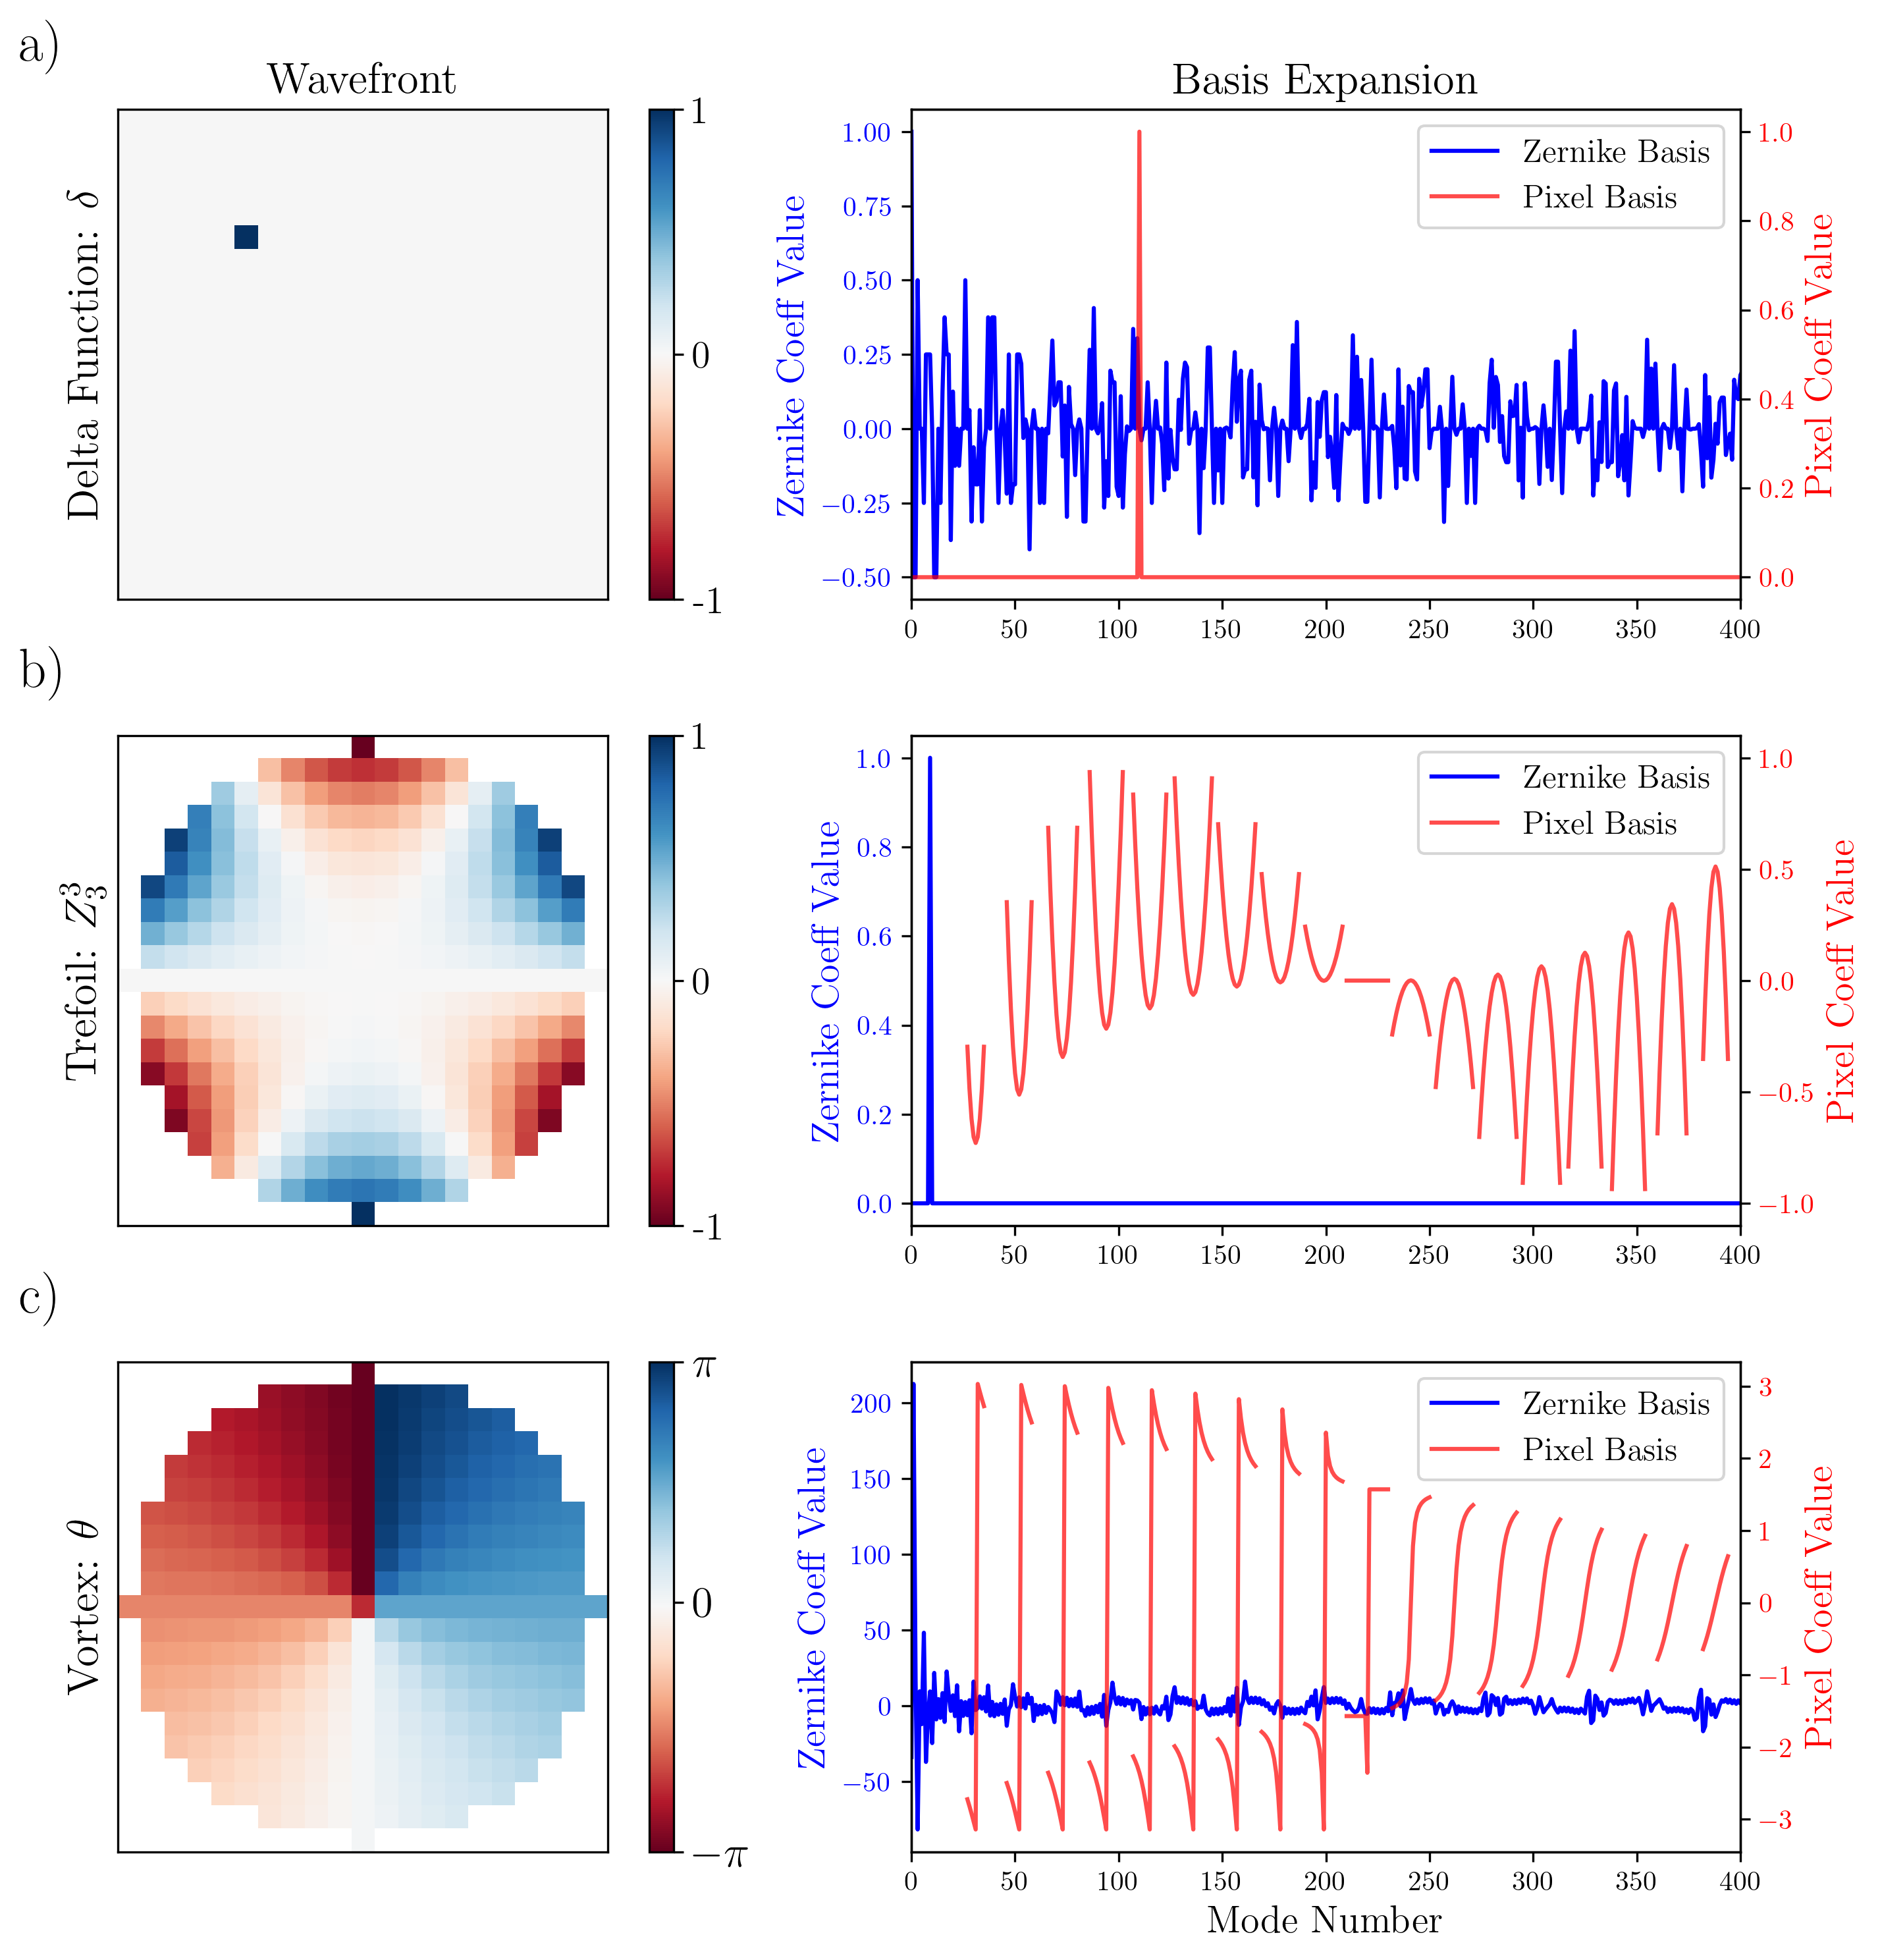 a)
Wavefront
Basis Expansion
Delta Function: δ
1
0
-1
Zernike Coeff Value
1.00
0.75
0.50
0.25
0.00
−0.25
−0.50
Zernike Basis
Pixel Basis
1.0
0.8
0.6
0.4
0.2
0.0
Pixel Coeff Value
0 50 100 150 200 250 300 350 400
b)
Trefoil: Z₃³
1
0
-1
Zernike Coeff Value
1.0
0.8
0.6
0.4
0.2
0.0
Zernike Basis
Pixel Basis
1.0
0.5
0.0
−0.5
−1.0
Pixel Coeff Value
0 50 100 150 200 250 300 350 400
c)
Vortex: θ
π
0
−π
Zernike Coeff Value
200
150
100
50
0
−50
Zernike Basis
Pixel Basis
3
2
1
0
−1
−2
−3
Pixel Coeff Value
0 50 100 150 200 250 300 350 400
Mode Number